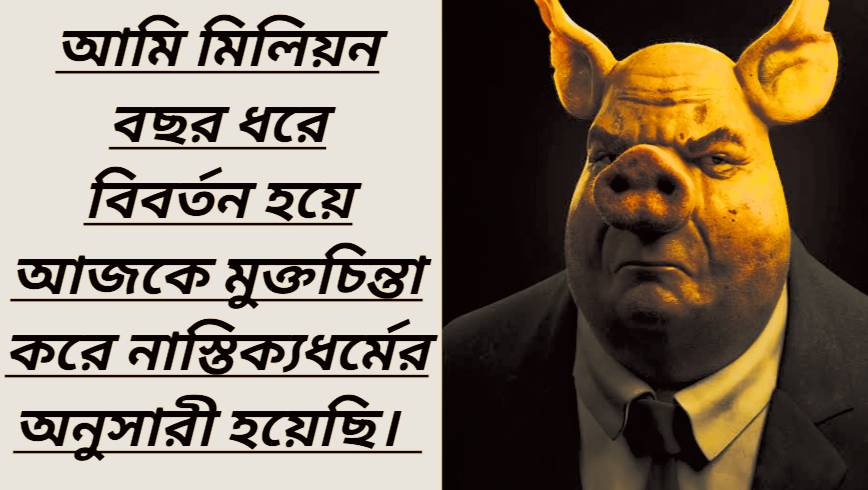 আমি মিলিয়ন
বছর ধরে
বিবর্তন হয়ে
আজকে মুক্তচিন্তা
করে নাস্তিক্যধর্মের
অনুসারী হয়েছি।